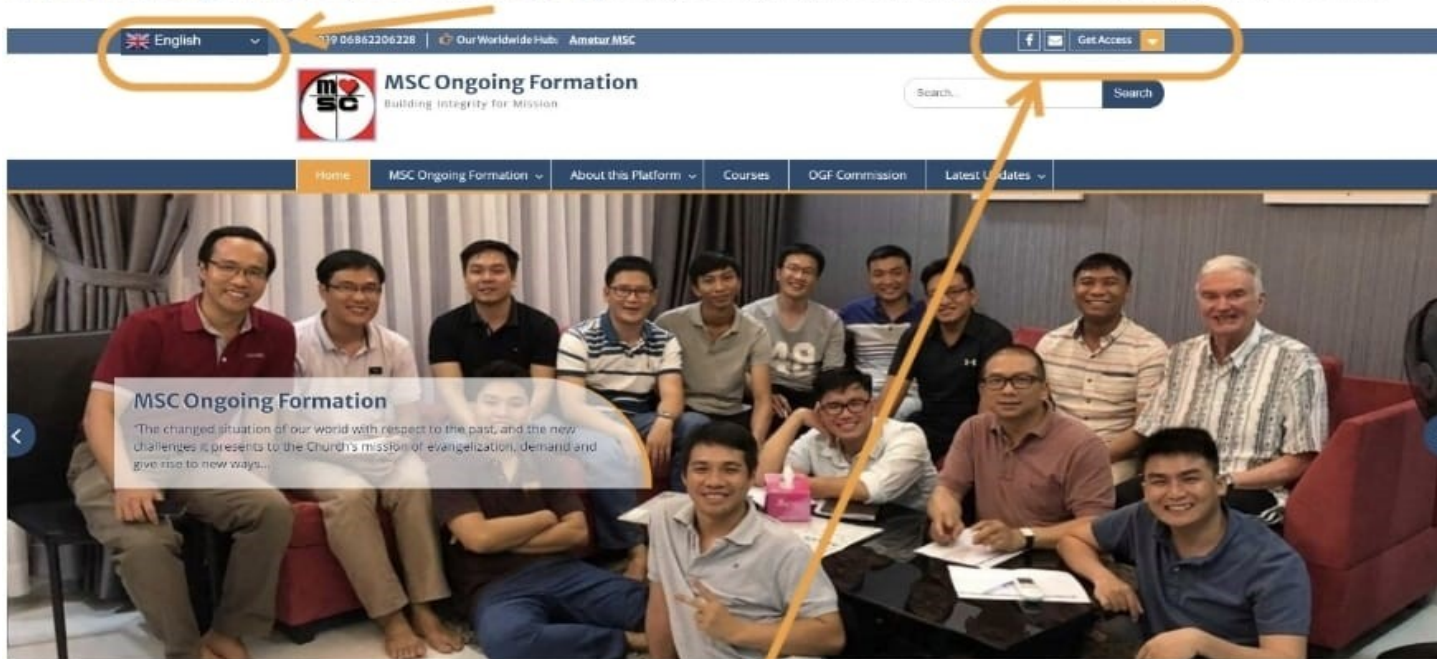 English
06862206228 | Our Worldwide Hub: Ametur MSC
Get Access
MSC
MSC Ongoing Formation
Building Integrity for Mission
Search...
Search
Home
MSC Ongoing Formation
About this Platform
Courses
OGF Commission
Latest Updates
MSC Ongoing Formation
"The changed situation of our world with respect to the past, and the new
challenges it presents to the Church's mission of evangelization, demand and
give rise to new ways...